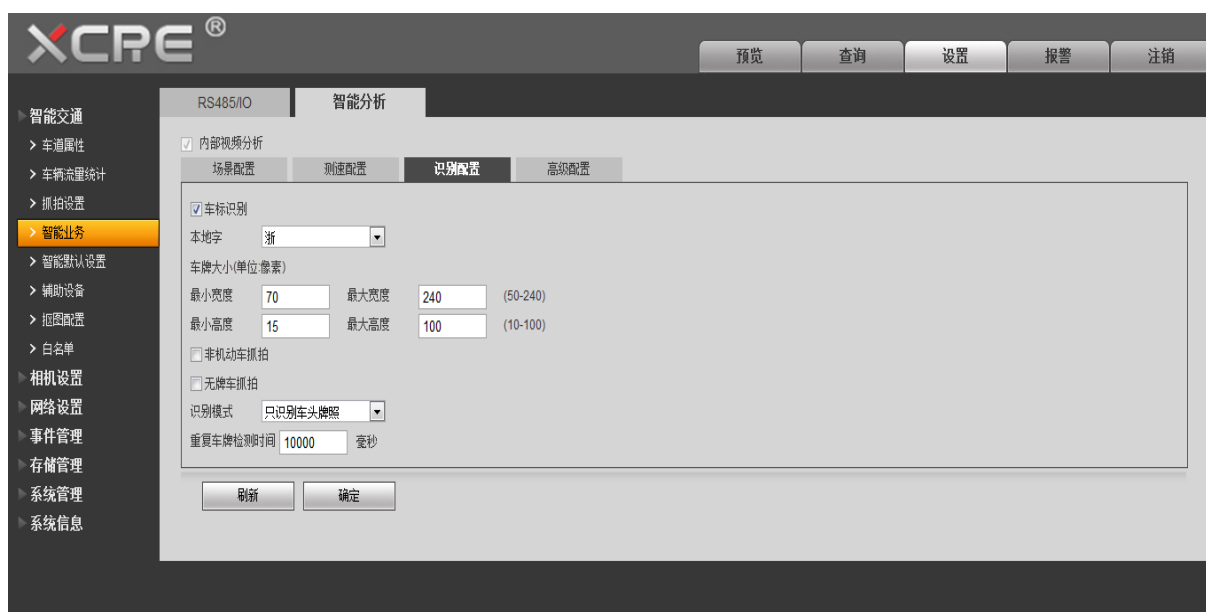 XCPE®
预览 查询 设置 报警 注销
RS485/IO 智能分析
智能交通
车道属性
车辆流量统计
抓拍设置
智能业务
智能默认设置
辅助设备
抠图配置
白名单
相机设置
网络设置
事件管理
存储管理
系统管理
系统信息
内部视频分析
场景配置 测速配置 识别配置 高级配置
车标识别
本地字 浙
车牌大小(单位:像素)
最小宽度 70 最大宽度 240 (50-240)
最小高度 15 最大高度 100 (10-100)
非机动车抓拍
无牌车抓拍
识别模式 只识别车头牌照
重复车牌检测时间 10000 毫秒
刷新 确定